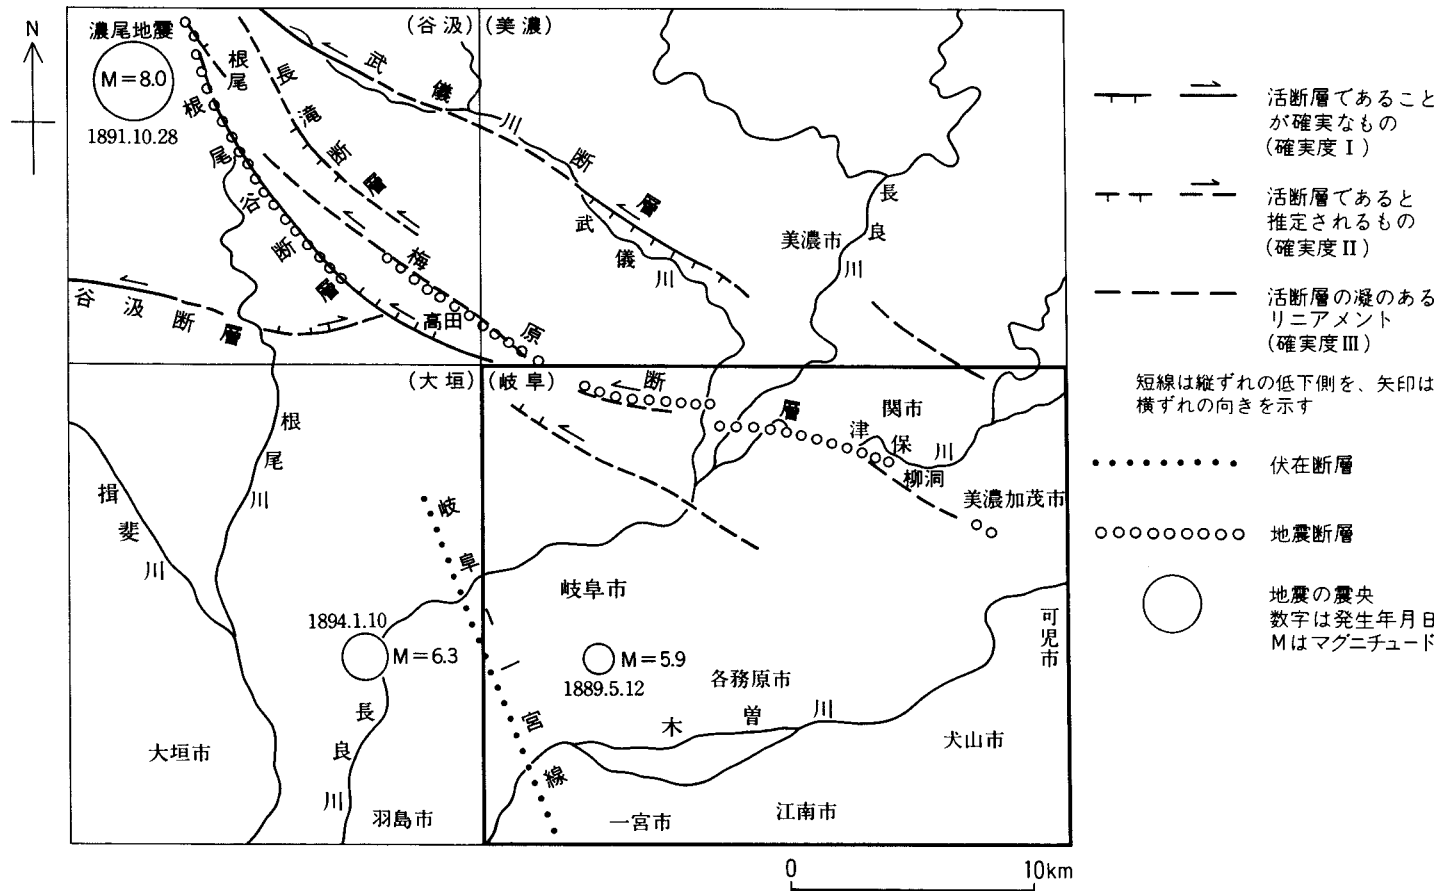 N
濃尾地震
M＝8.0
1891.10.28
(谷汲)
(美濃)
根尾
長滝断層
武儀川断層
根尾谷断層
梅原断層
谷汲断層
高田
武儀川
美濃市
長良川
(大垣)
(岐阜)
関市
津保川
柳洞
美濃加茂市
根尾川
揖斐川
岐阜
一宮線
岐阜市
1894.1.10
M＝6.3
M＝5.9
1889.5.12
各務原市
可児市
木曽川
犬山市
大垣市
長良川
羽島市
一宮市
江南市
0
10km
活断層であること
が確実なもの
(確実度Ⅰ)
活断層であると
推定されるもの
(確実度Ⅱ)
活断層の凝のある
リニアメント
(確実度Ⅲ)
短線は縦ずれの低下側を、矢印は
横ずれの向きを示す
伏在断層
地震断層
地震の震央
数字は発生年月日
Mはマグニチュード